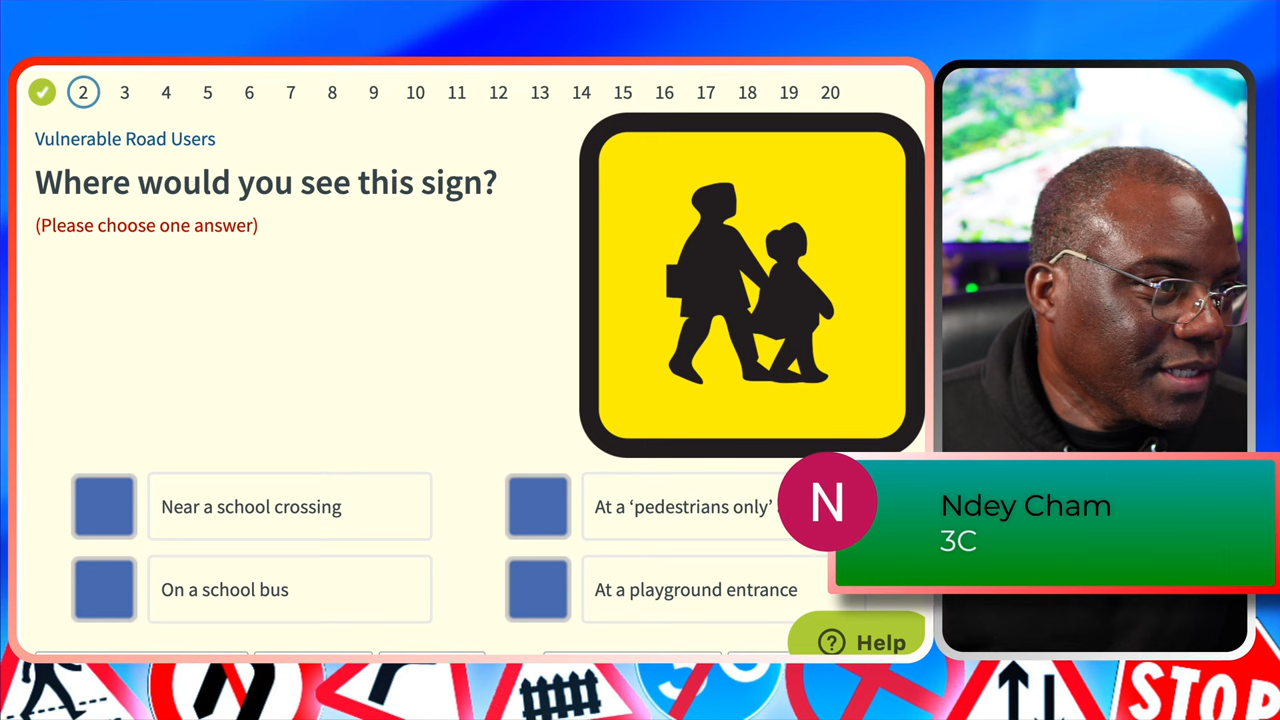 2 3 4 5 6 7 8 9 10 11 12 13 14 15 16 17 18 19 20
Vulnerable Road Users
Where would you see this sign?
(Please choose one answer)
Near a school crossing
At a ‘pedestrians only’
On a school bus
At a playground entrance
N
Ndey Cham
3C
? Help
STOP